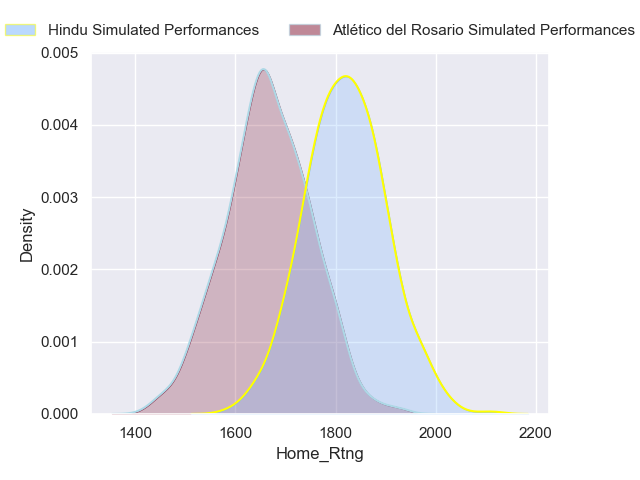 Hindu Simulated Performances Atlético del Rosario Simulated Performances
0.005
0.004
0.003
0.002
0.001
0.000
Density
1400 1600 1800 2000 2200
Home_Rtng